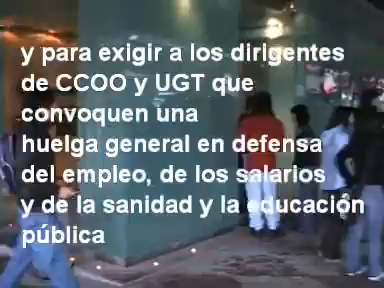 y para exigir a los dirigentes
de CCOO y UGT que
convoquen una
huelga general en defensa
del empleo, de los salarios
y de la sanidad y la educación
pública